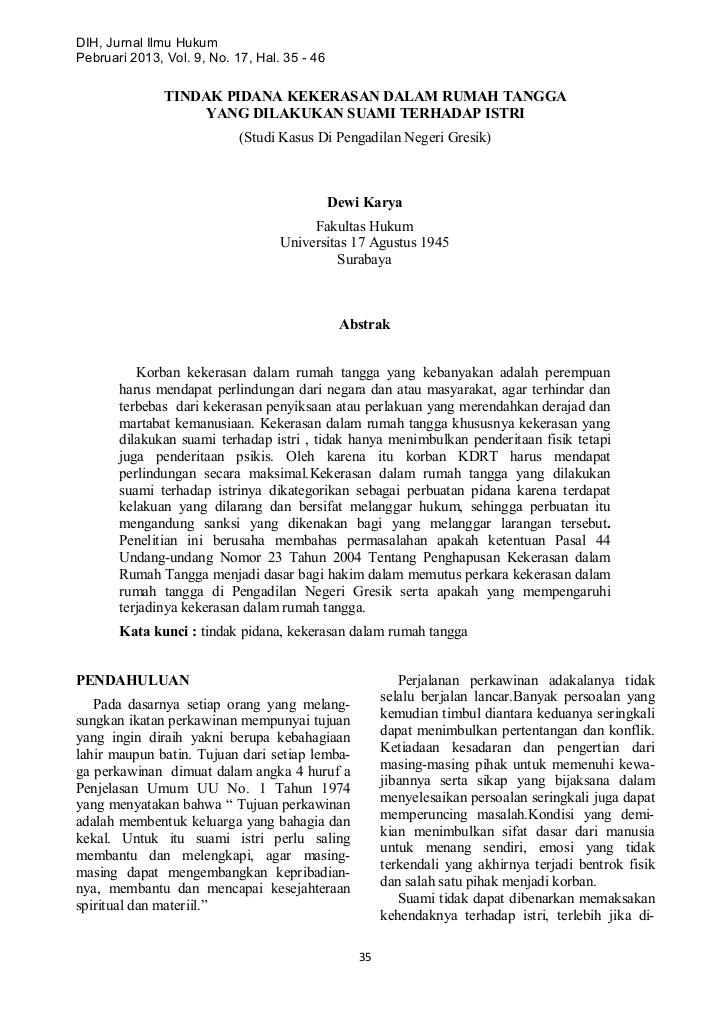 DIH, Jurnal Ilmu Hukum
Pebruari 2013, Vol. 9, No. 17, Hal. 35 - 46
TINDAK PIDANA KEKERASAN DALAM RUMAH TANGGA
YANG DILAKUKAN SUAMI TERHADAP ISTRI
(Studi Kasus Di Pengadilan Negeri Gresik)
Dewi Karya
Fakultas Hukum
Universitas 17 Agustus 1945
Surabaya
Abstrak
Korban kekerasan dalam rumah tangga yang kebanyakan adalah perempuan
harus mendapat perlindungan dari negara dan atau masyarakat, agar terhindar dan
terbebas dari kekerasan penyiksaan atau perlakuan yang merendahkan derajad dan
martabat kemanusiaan. Kekerasan dalam rumah tangga khususnya kekerasan yang
dilakukan suami terhadap istri , tidak hanya menimbulkan penderitaan fisik tetapi
juga penderitaan psikis. Oleh karena itu korban KDRT harus mendapat
perlindungan secara maksimal.Kekerasan dalam rumah tangga yang dilakukan
suami terhadap istrinya dikategorikan sebagai perbuatan pidana karena terdapat
kelakuan yang dilarang dan bersifat melanggar hukum, sehingga perbuatan itu
mengandung sanksi yang dikenakan bagi yang melanggar larangan tersebut.
Penelitian ini berusaha membahas permasalahan apakah ketentuan Pasal 44
Undang-undang Nomor 23 Tahun 2004 Tentang Penghapusan Kekerasan dalam
Rumah Tangga menjadi dasar bagi hakim dalam memutus perkara kekerasan dalam
rumah tangga di Pengadilan Negeri Gresik serta apakah yang mempengaruhi
terjadinya kekerasan dalam rumah tangga.
Kata kunci : tindak pidana, kekerasan dalam rumah tangga
PENDAHULUAN
Pada dasarnya setiap orang yang melang-
sungkan ikatan perkawinan mempunyai tujuan
yang ingin diraih yakni berupa kebahagiaan
lahir maupun batin. Tujuan dari setiap lemba-
ga perkawinan dimuat dalam angka 4 huruf a
Penjelasan Umum UU No. 1 Tahun 1974
yang menyatakan bahwa “ Tujuan perkawinan
adalah membentuk keluarga yang bahagia dan
kekal. Untuk itu suami istri perlu saling
membantu dan melengkapi, agar masing-
masing dapat mengembangkan kepribadian-
nya, membantu dan mencapai kesejahteraan
spiritual dan materiil.”
Perjalanan perkawinan adakalanya tidak
selalu berjalan lancar.Banyak persoalan yang
kemudian timbul diantara keduanya seringkali
dapat menimbulkan pertentangan dan konflik.
Ketiadaan kesadaran dan pengertian dari
masing-masing pihak untuk memenuhi kewa-
jibannya serta sikap yang bijaksana dalam
menyelesaikan persoalan seringkali juga dapat
memperuncing masalah.Kondisi yang demi-
kian menimbulkan sifat dasar dari manusia
untuk menang sendiri, emosi yang tidak
terkendali yang akhirnya terjadi bentrok fisik
dan salah satu pihak menjadi korban.
Suami tidak dapat dibenarkan memaksakan
kehendaknya terhadap istri, terlebih jika di-
35